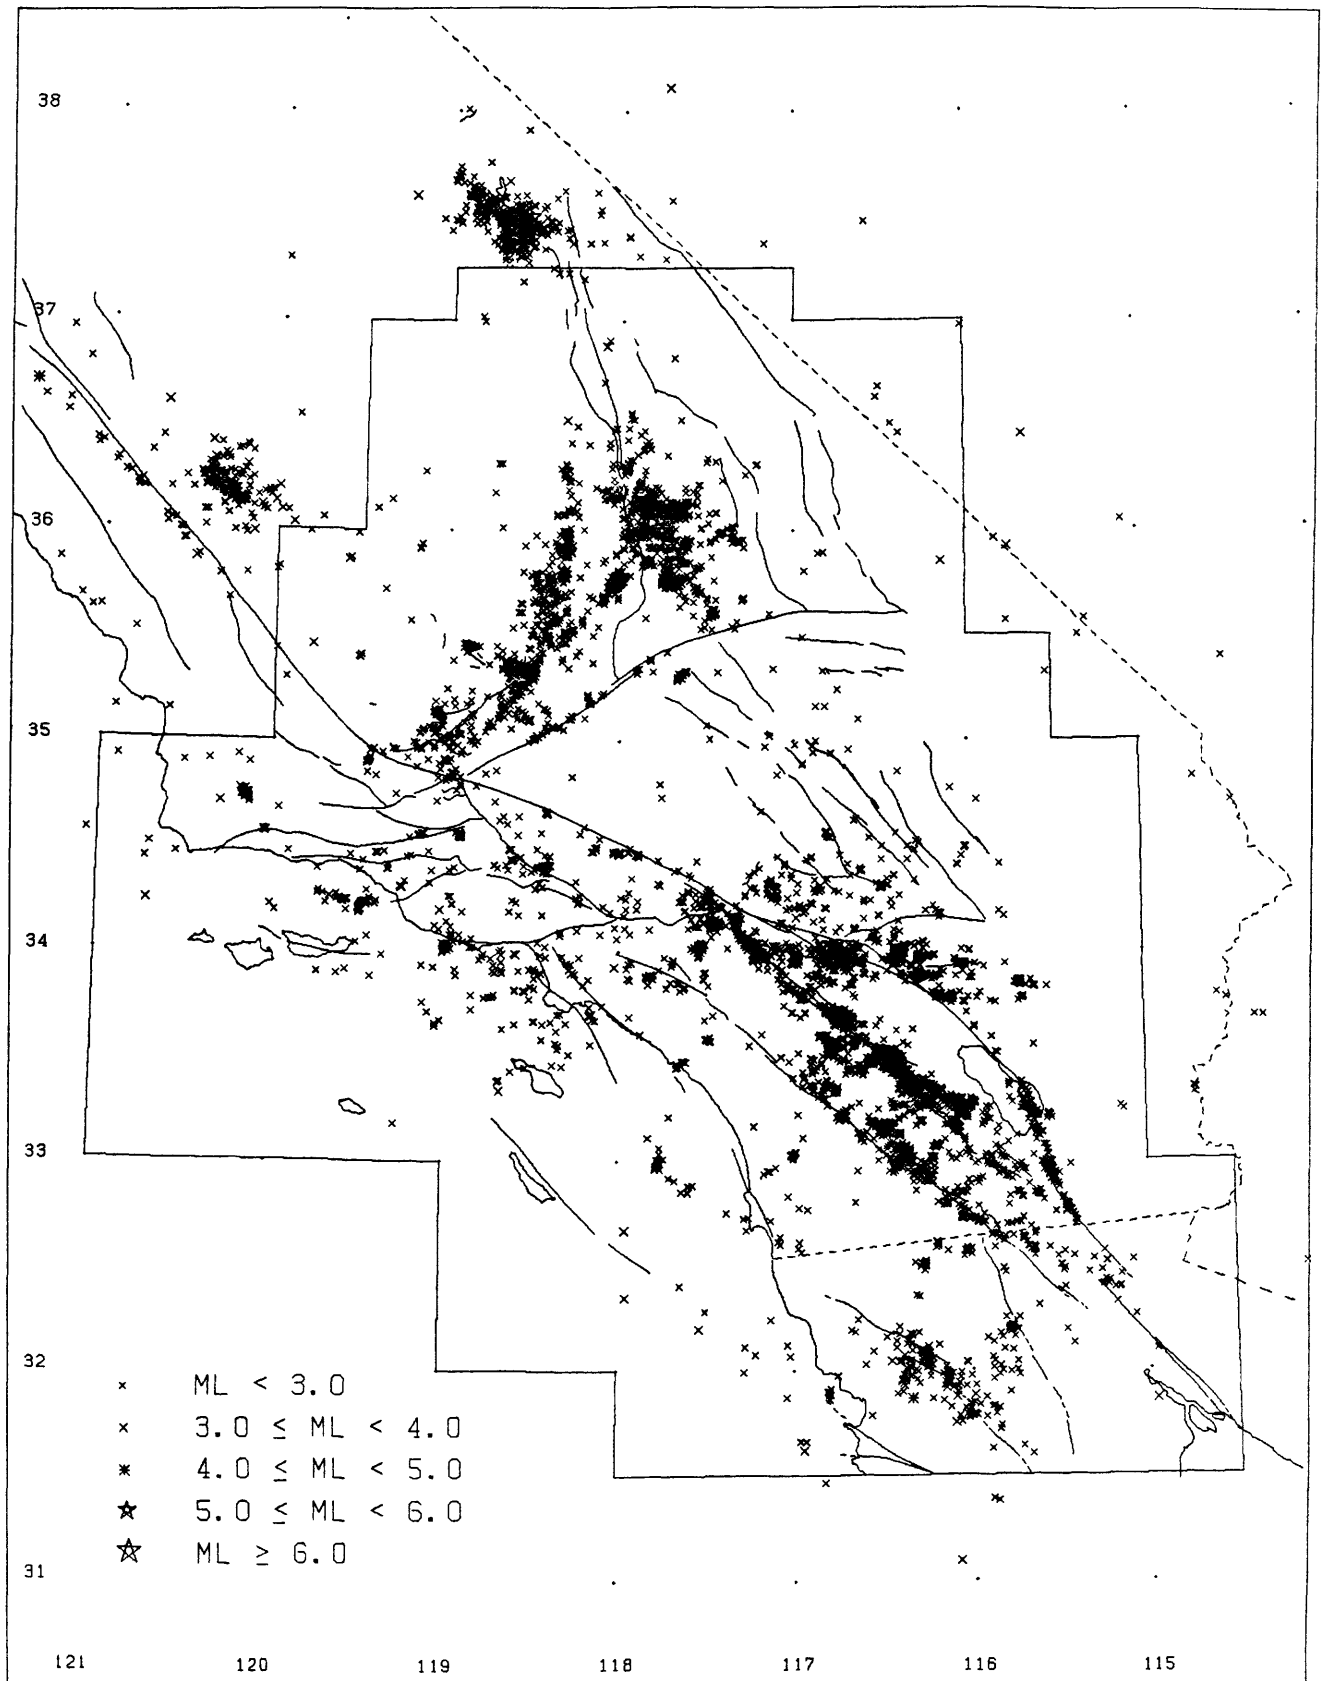 38
37
36
35
34
33
32
× ML < 3.0
× 3.0 ≤ ML < 4.0
* 4.0 ≤ ML < 5.0
☆ 5.0 ≤ ML < 6.0
☆ ML ≥ 6.0
31
121 120 119 118 117 116 115